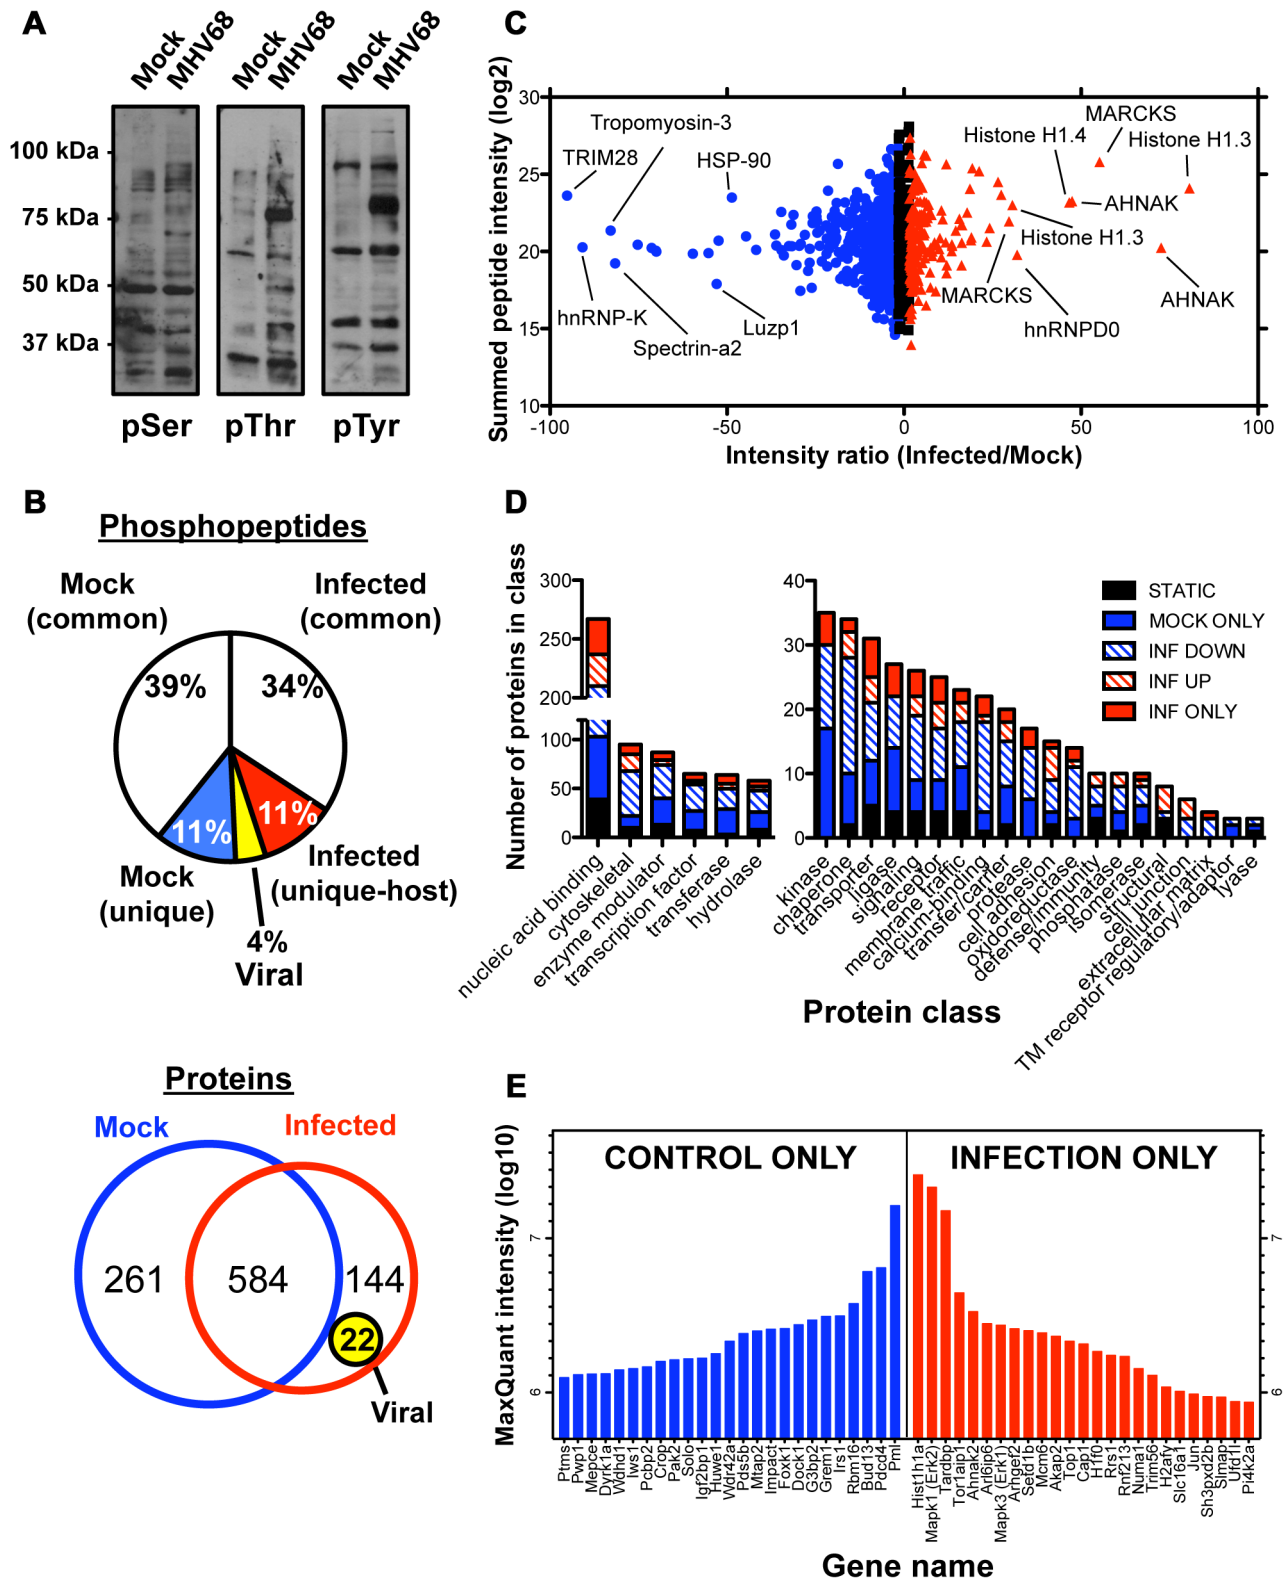 A
Mock
MHV68
Mock
MHV68
Mock
MHV68
100 kDa
75 kDa
50 kDa
37 kDa
pSer
pThr
pTyr
B
Phosphopeptides
Mock
(common)
Infected
(common)
39%
34%
11%
11%
Mock
(unique)
Infected
(unique-host)
4%
Viral
Proteins
Mock
Infected
261
584
144
22
Viral
C
Summed peptide intensity (log2)
30
25
20
15
10
-100
-50
0
50
100
Intensity ratio (Infected/Mock)
Tropomyosin-3
TRIM28
HSP-90
hnRNP-K
Spectrin-a2
Luzp1
MARCKS
Histone H1.4
Histone H1.3
AHNAK
Histone H1.3
MARCKS
hnRNPD0
AHNAK
D
Number of proteins in class
300
250
200
100
50
0
nucleic acid binding
cytoskeletal
enzyme modulator
transcription factor
transferase
hydrolase
40
30
20
10
0
kinase
chaperone
transporter
ligase
signaling
receptor
membrane traffic
calcium-binding
transfer/carrier
protease
cell adhesion
oxidoreductase
defense/immunity
phosphatase
isomerase
structural
cell junction
extracellular matrix
TM receptor regulatory/adaptor
lyase
STATIC
MOCK ONLY
INF DOWN
INF UP
INF ONLY
Protein class
E
MaxQuant intensity (log10)
7
6
CONTROL ONLY
INFECTION ONLY
7
6
Ptms
Pwp1
Mepce
Dyrk1a
Wdhd1
Iws1
Pcbp2
Crop
Pak2
Solo
Igf2bp1
Huwe1
Wdr42a
Pds5b
Mtap2
Impact
Foxk1
Dock1
G3bp2
Grem1
Irs1
Rbm16
Bud13
Pdcd4
Pml
Hist1h1a
Mapk1 (Erk2)
Tardbp
Tor1aip1
Ahnak2
Arl6ip6
Mapk3 (Erk1)
Arhgef2
Setd1b
Mcm6
Akap2
Top1
Cap1
H1f0
Rrs1
Rnf213
Numa1
Trim56
H2afy
Slc16a1
Jun
Sh3pxd2b
Slmap
Ufd1l
Pi4k2a
Gene name